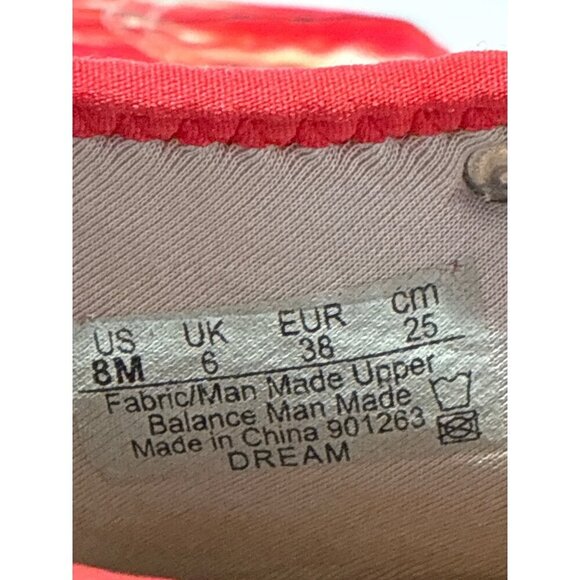 US UK EUR cm
8M 6 38 25
Fabric/Man Made Upper
Balance Man Made
Made in China 901263
DREAM